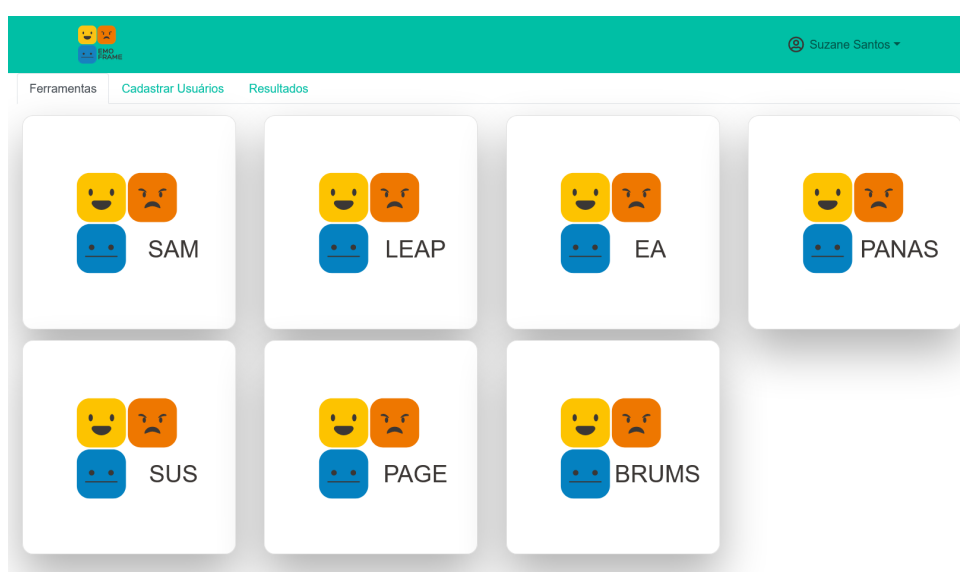 EMO
FRAME
Suzane Santos
Ferramentas Cadastrar Usuários Resultados
SAM
LEAP
EA
PANAS
SUS
PAGE
BRUMS